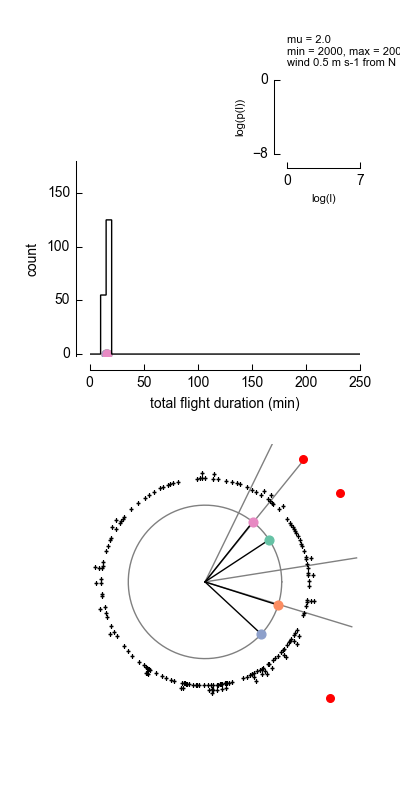 mu = 2.0
min = 2000, max = 200
wind 0.5 m s-1 from N
0
log(p(l))
−8
0 7
log(l)
150
100
50
0
count
0 50 100 150 200 250
total flight duration (min)